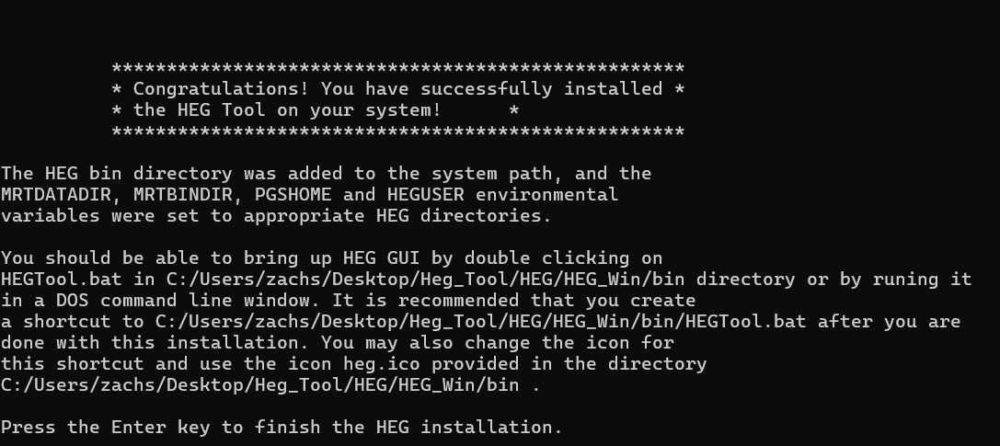 ****************************************************
* Congratulations! You have successfully installed *
* the HEG Tool on your system!      *
****************************************************
The HEG bin directory was added to the system path, and the
MRTDATADIR, MRTBINDIR, PGSHOME and HEGUSER environmental
variables were set to appropriate HEG directories.
You should be able to bring up HEG GUI by double clicking on
HEGTool.bat in C:/Users/zachs/Desktop/Heg_Tool/HEG/HEG_Win/bin directory or by runing it
in a DOS command line window. It is recommended that you create
a shortcut to C:/Users/zachs/Desktop/Heg_Tool/HEG/HEG_Win/bin/HEGTool.bat after you are
done with this installation. You may also change the icon for
this shortcut and use the icon heg.ico provided in the directory
C:/Users/zachs/Desktop/Heg_Tool/HEG/HEG_Win/bin .
Press the Enter key to finish the HEG installation.